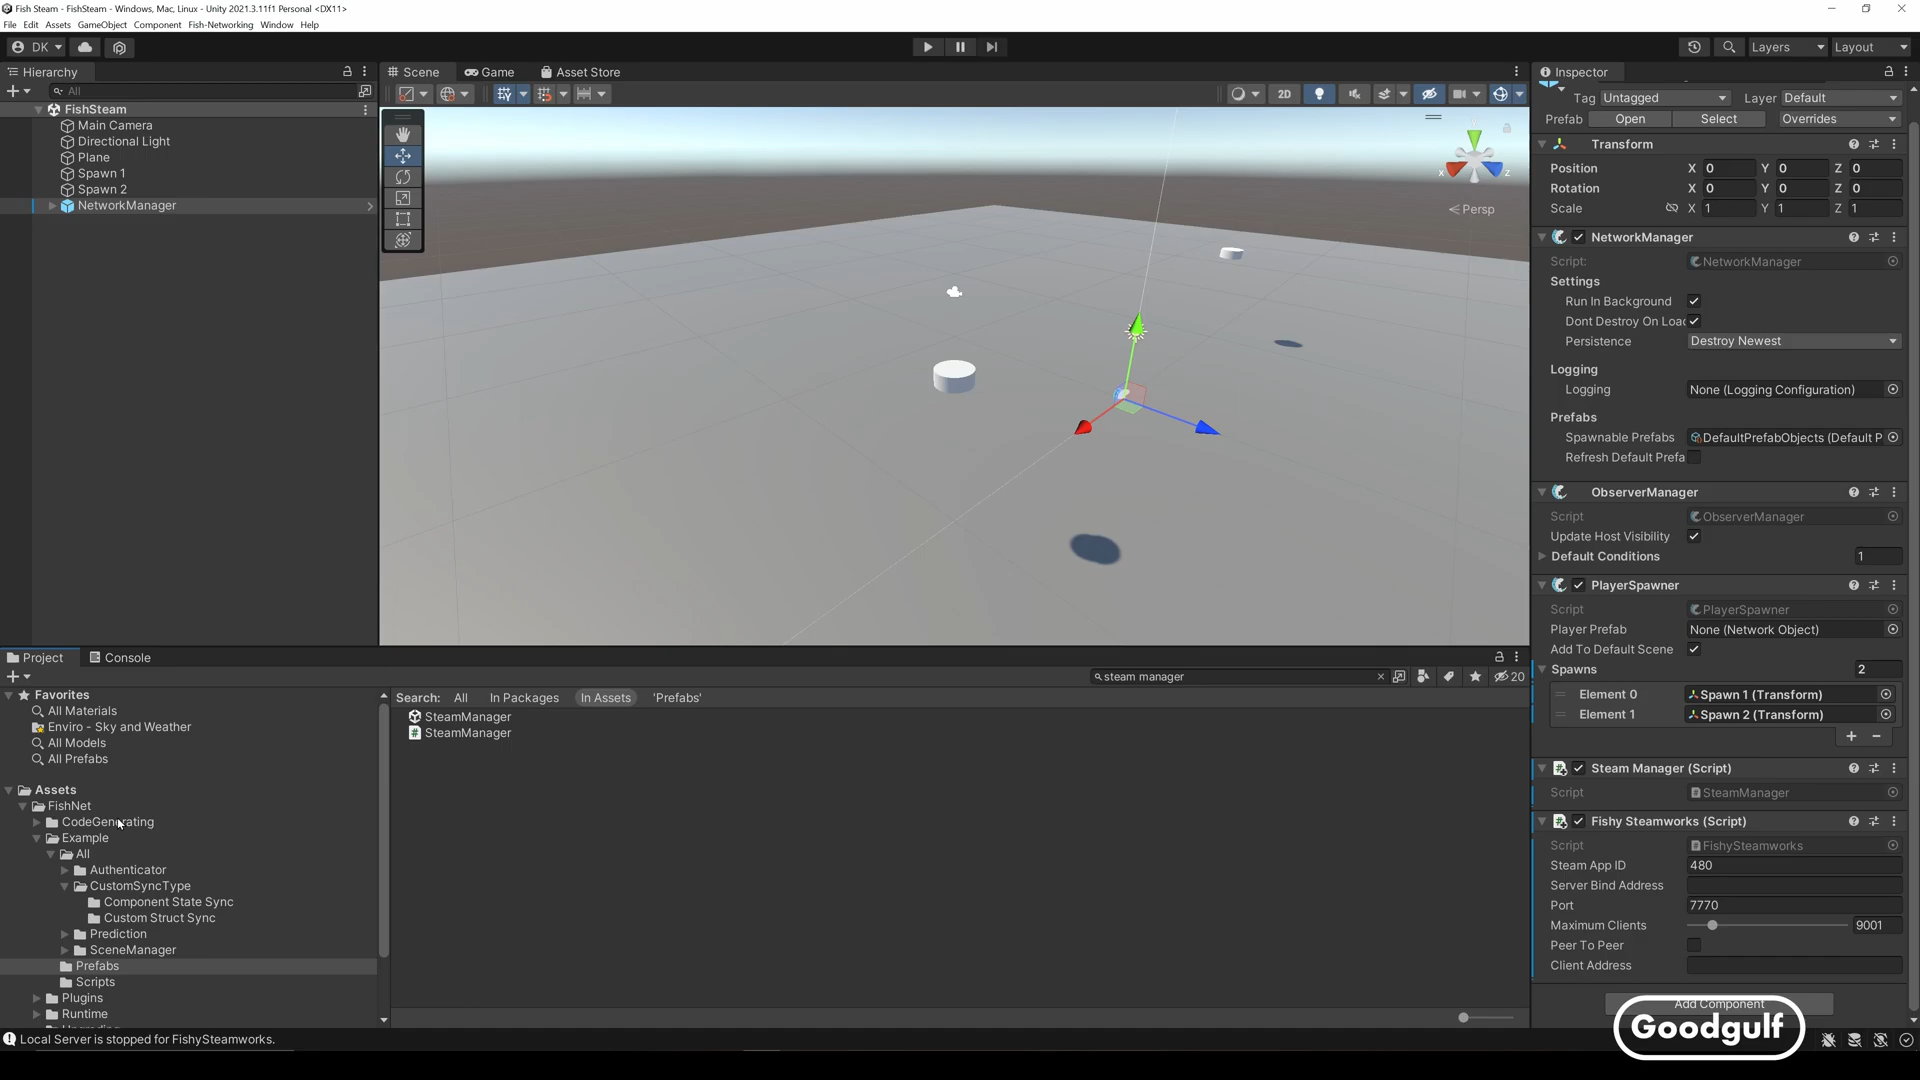 Fish Steam - FishSteam - Windows, Mac, Linux - Unity 2021.3.11f1 Personal <DX11>
File Edit Assets GameObject Component Fish-Networking Window Help
DK Layers Layout
Hierarchy
All
FishSteam
Main Camera
Directional Light
Plane
Spawn 1
Spawn 2
NetworkManager
Scene Game Asset Store
2D
x z
Persp
Inspector
Tag Untagged Layer Default
Prefab Open Select Overrides
Transform
Position X 0 Y 0 Z 0
Rotation X 0 Y 0 Z 0
Scale X 1 Y 1 Z 1
NetworkManager
Script: NetworkManager
Settings
Run In Background
Dont Destroy On Loa
Persistence Destroy Newest
Logging
Logging None (Logging Configuration)
Prefabs
Spawnable Prefabs DefaultPrefabObjects (Default P
Refresh Default Prefa
ObserverManager
Script ObserverManager
Update Host Visibility
Default Conditions 1
PlayerSpawner
Script PlayerSpawner
Player Prefab None (Network Object)
Add To Default Scene
Spawns 2
Element 0 Spawn 1 (Transform)
Element 1 Spawn 2 (Transform)
+ −
Steam Manager (Script)
Script SteamManager
Fishy Steamworks (Script)
Script FishySteamworks
Steam App ID 480
Server Bind Address
Port 7770
Maximum Clients 9001
Peer To Peer
Client Address
Add Component
Goodgulf
Project Console
steam manager 20
Favorites
All Materials
Enviro - Sky and Weather
All Models
All Prefabs
Assets
FishNet
CodeGenerating
Example
All
Authenticator
CustomSyncType
Component State Sync
Custom Struct Sync
Prediction
SceneManager
Prefabs
Scripts
Plugins
Runtime
Search: All In Packages In Assets 'Prefabs'
SteamManager
SteamManager
Local Server is stopped for FishySteamworks.